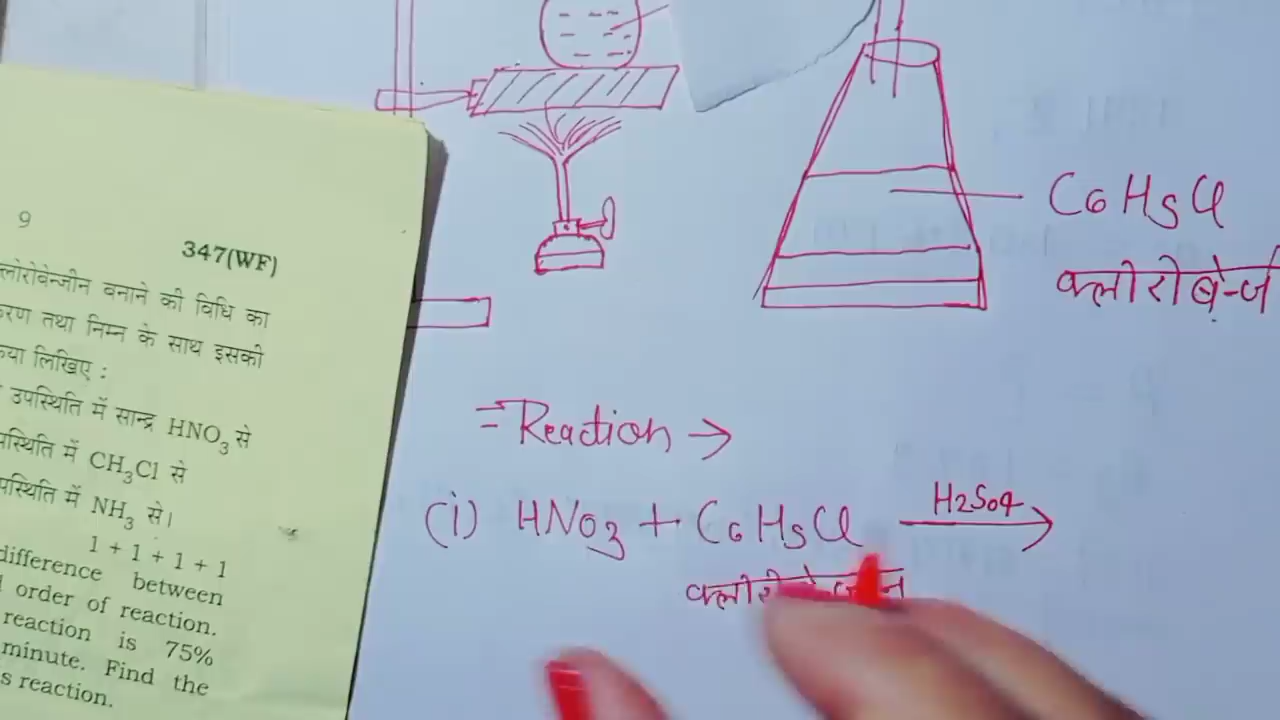 9
347(WF)
बनाने की विधि का
तथा निम्न के साथ इसकी
लिखिए :
उपस्थिति में सान्द्र HNO3 से
में CH3Cl से
में NH3 से।
1 + 1 + 1 + 1
difference between
order of reaction.
reaction is 75%
minute. Find the
reaction.
C6H5Cl
= Reaction →
(i) HNO3 + C6H5Cl H2SO4 →